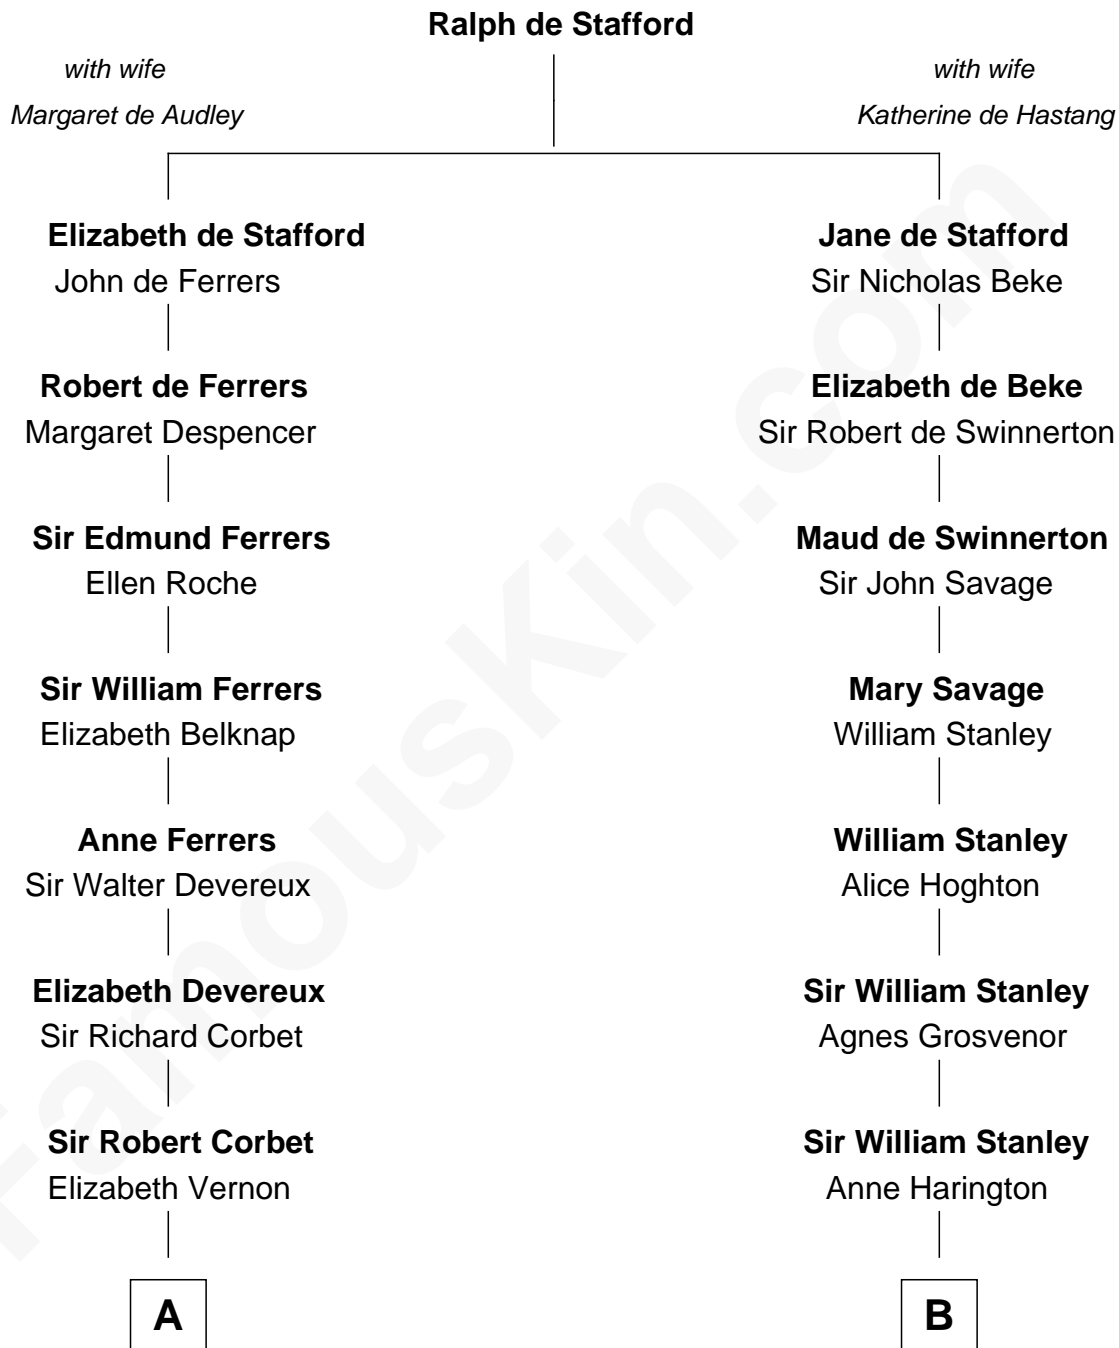 Ralph de Stafford
with wife
Margaret de Audley
with wife
Katherine de Hastang
Elizabeth de Stafford
John de Ferrers
Jane de Stafford
Sir Nicholas Beke
Robert de Ferrers
Margaret Despencer
Elizabeth de Beke
Sir Robert de Swinnerton
Sir Edmund Ferrers
Ellen Roche
Maud de Swinnerton
Sir John Savage
Sir William Ferrers
Elizabeth Belknap
Mary Savage
William Stanley
Anne Ferrers
Sir Walter Devereux
William Stanley
Alice Hoghton
Elizabeth Devereux
Sir Richard Corbet
Sir William Stanley
Agnes Grosvenor
Sir Robert Corbet
Elizabeth Vernon
Sir William Stanley
Anne Harington
A
B
FamousKin.com